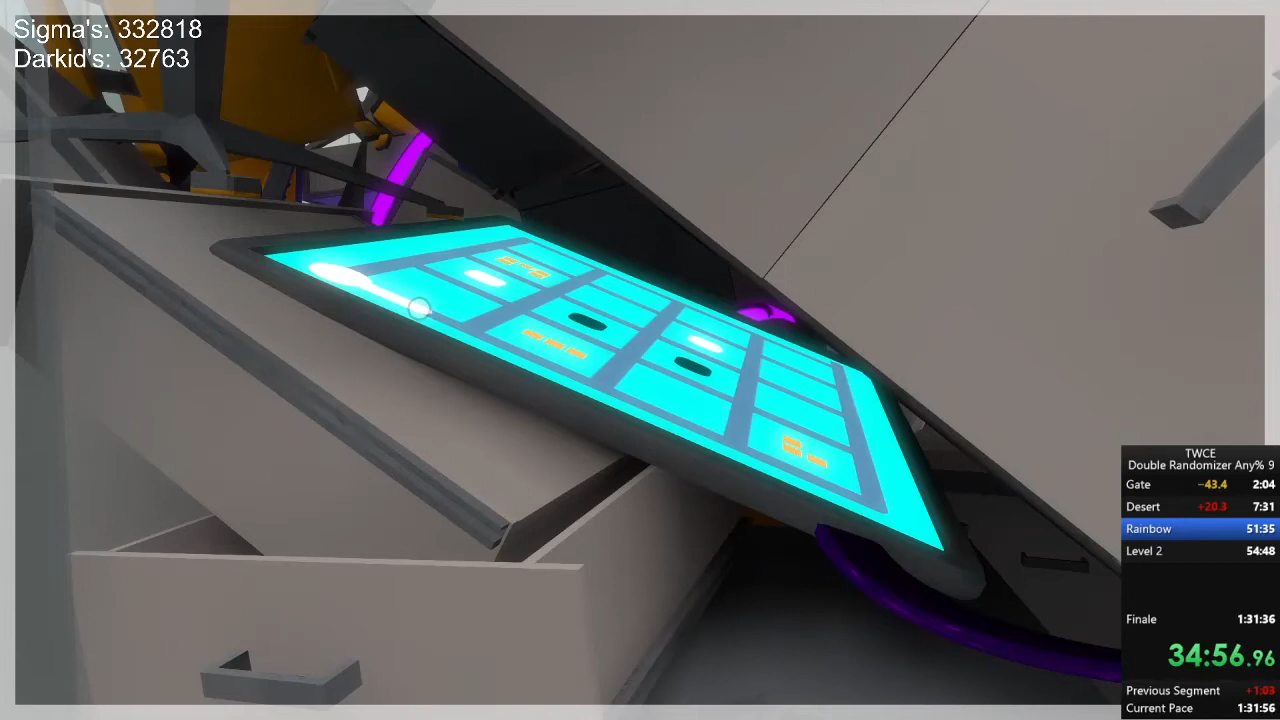 Sigma's: 332818
Darkid's: 32763
TWCE
Double Randomizer Any% 9
Gate −43.4 2:04
Desert +20.3 7:31
Rainbow 51:35
Level 2 54:48
Finale 1:31:36
34:56.96
Previous Segment +1:03
Current Pace 1:31:56